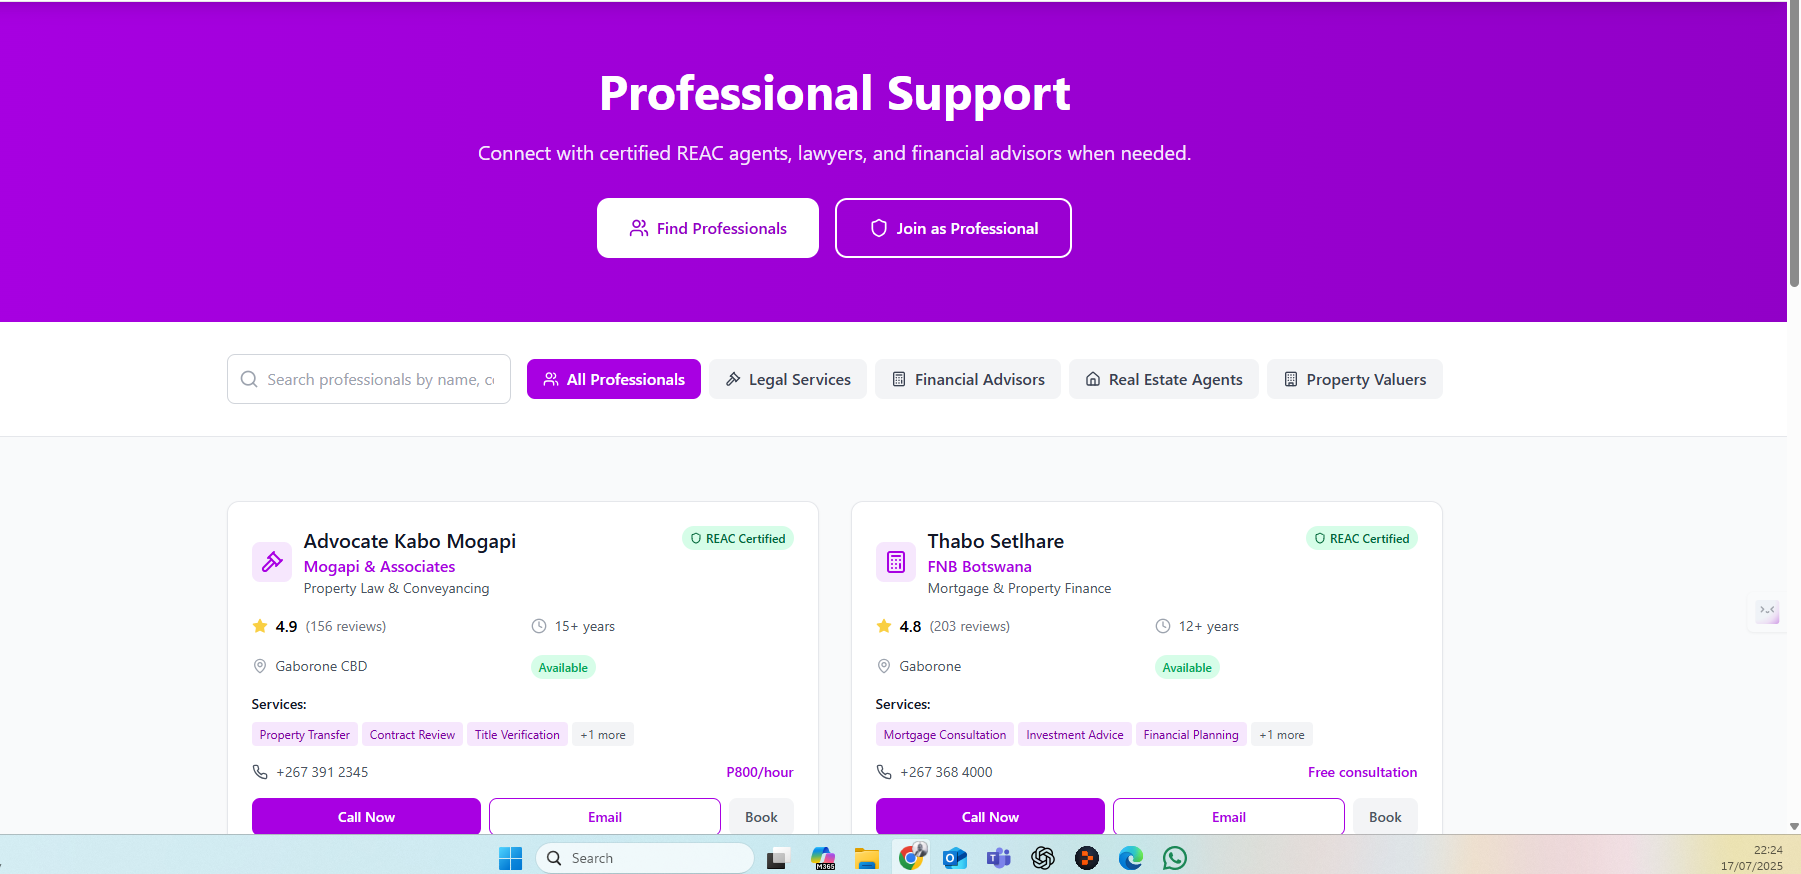 Professional Support
Connect with certified REAC agents, lawyers, and financial advisors when needed.
Find Professionals
Join as Professional
Search professionals by name, co
All Professionals
Legal Services
Financial Advisors
Real Estate Agents
Property Valuers
Advocate Kabo Mogapi
REAC Certified
Mogapi & Associates
Property Law & Conveyancing
4.9 (156 reviews)
15+ years
Gaborone CBD
Available
Services:
Property Transfer
Contract Review
Title Verification
+1 more
+267 391 2345
P800/hour
Call Now
Email
Book
Thabo Setlhare
REAC Certified
FNB Botswana
Mortgage & Property Finance
4.8 (203 reviews)
12+ years
Gaborone
Available
Services:
Mortgage Consultation
Investment Advice
Financial Planning
+1 more
+267 368 4000
Free consultation
Call Now
Email
Book
Search
M365
22:24
17/07/2025